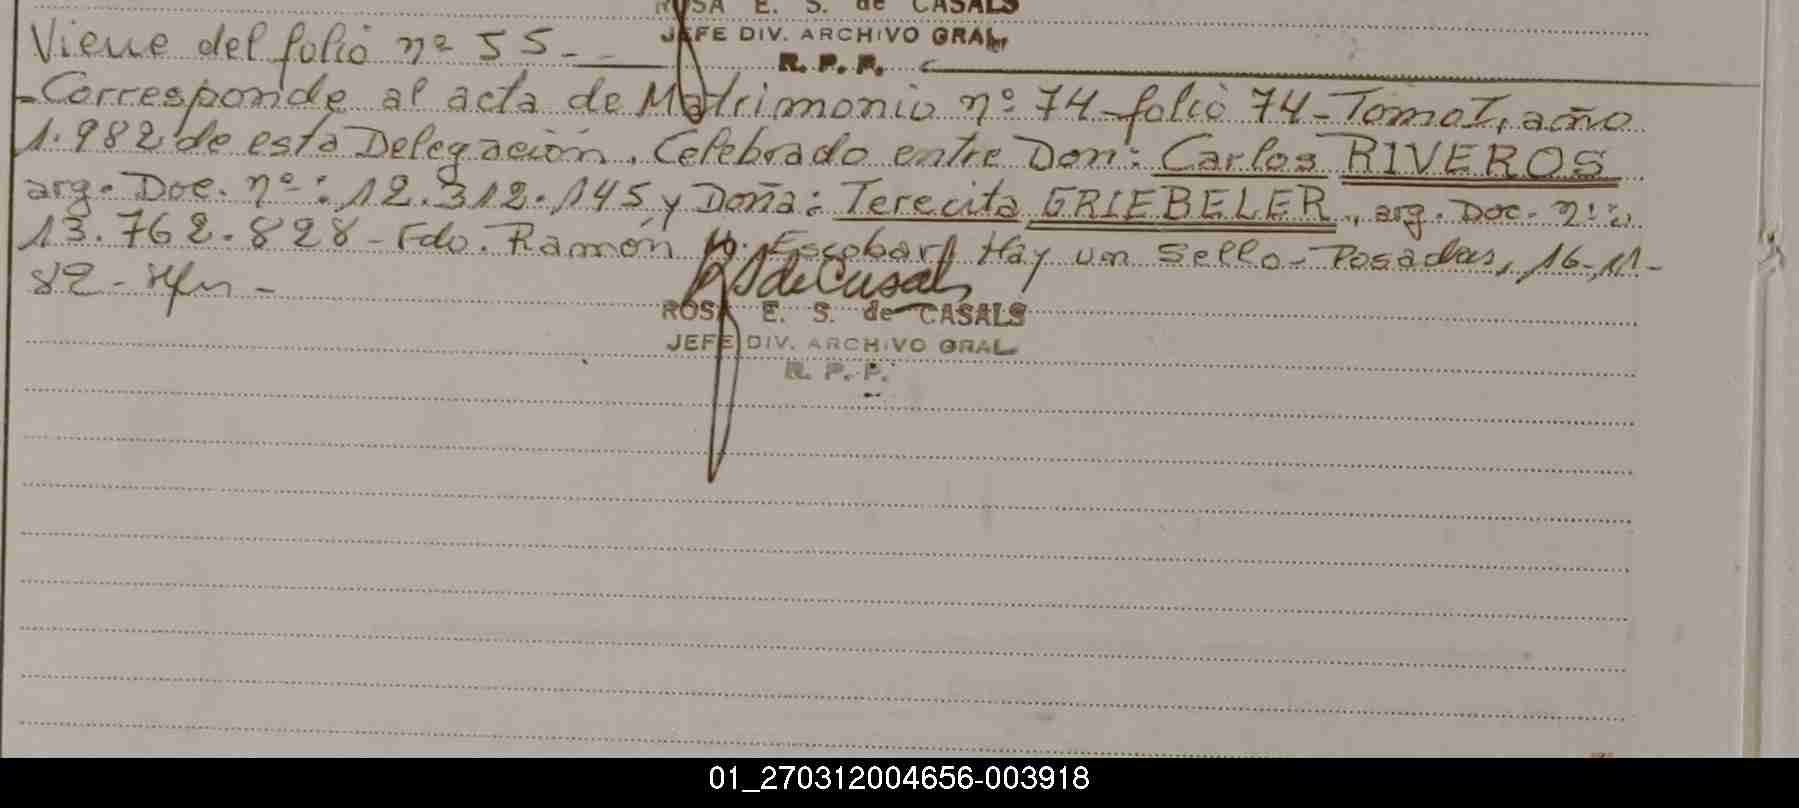 ROSA E. S. de CASALS
Viene del folio nº 55 -
JEFE DIV. ARCHIVO GRAL.
R. P. P.
- Corresponde al acta de Matrimonio nº 74 - folio 74 - Tomo I, año
1.982 de esta Delegación. Celebrado entre Don: Carlos RIVEROS
arg. Doc. nº: 12.312.145 y Doña: Terecita GRIEBELER., arg. Doc. nº:
13.762.828 - Fdo. Ramón Escobar. Hay un sello - Posadas, 16-11-
82 -
de Casals
ROSA E. S. de CASALS
JEFE DIV. ARCHIVO GRAL.
R. P. P.
01_270312004656-003918